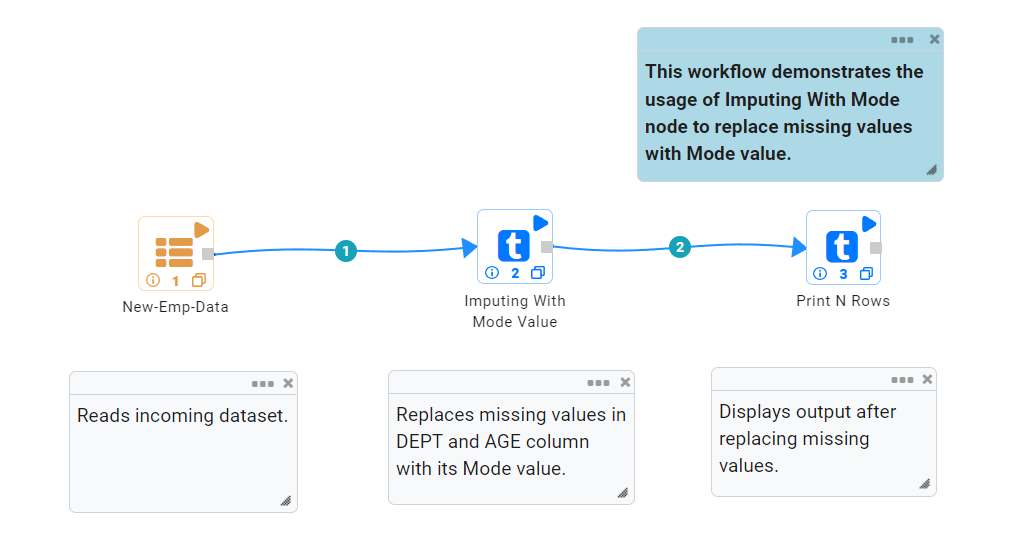 This workflow demonstrates the
usage of Imputing With Mode
node to replace missing values
with Mode value.
1
2
1
2
3
New-Emp-Data
Imputing With
Mode Value
Print N Rows
Reads incoming dataset.
Replaces missing values in
DEPT and AGE column
with its Mode value.
Displays output after
replacing missing
values.